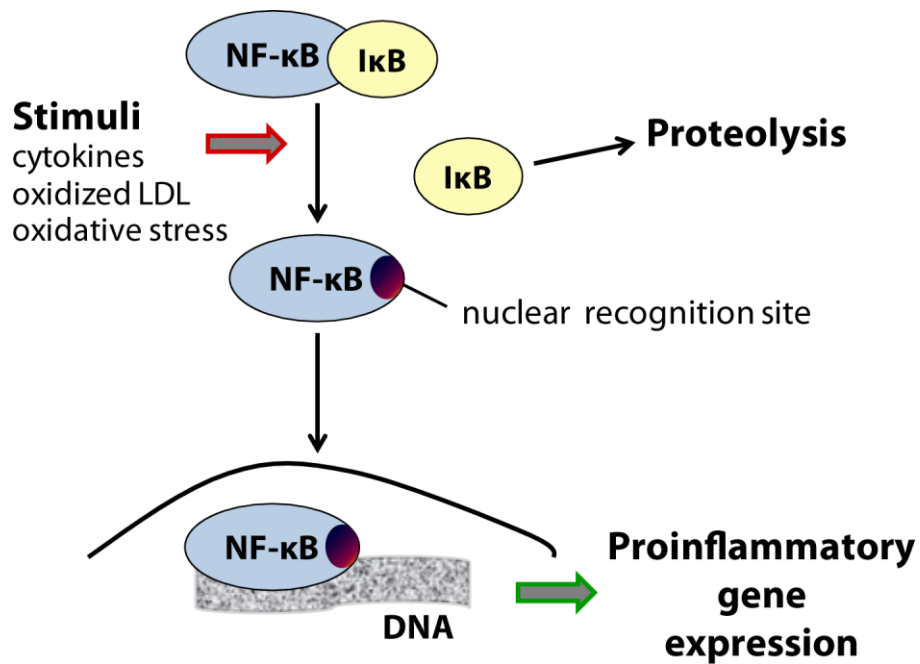 NF-κB
IκB
Stimuli
cytokines
oxidized LDL
oxidative stress
IκB
Proteolysis
NF-κB
nuclear recognition site
NF-κB
DNA
Proinflammatory
gene
expression